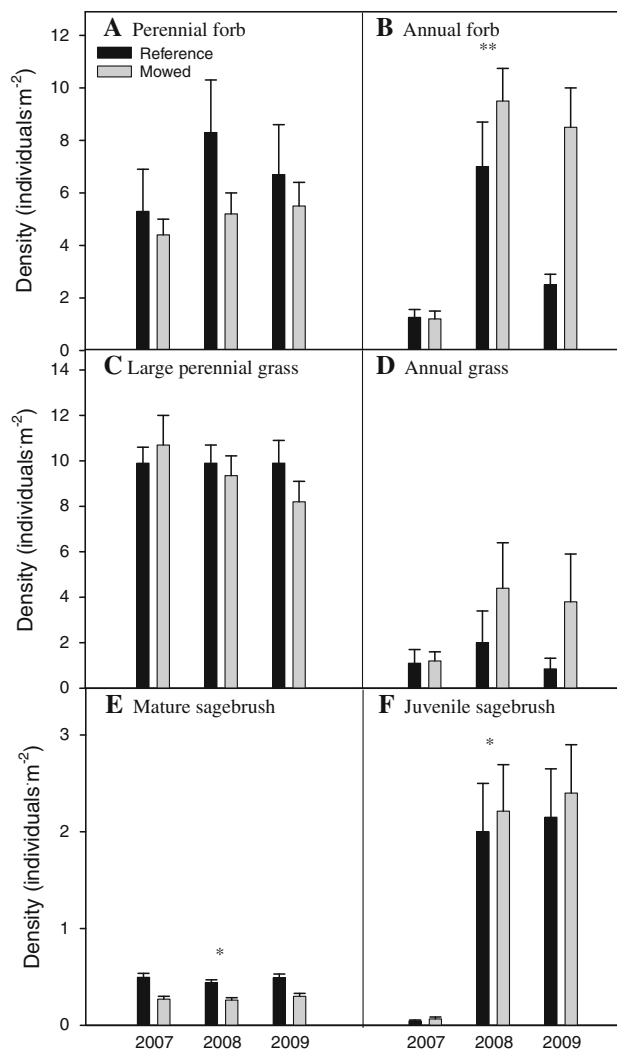 A Perennial forb
Reference
Mowed
B Annual forb
**
12
10
8
6
4
2
0
Density (individuals·m-2)
C Large perennial grass
D Annual grass
14
12
10
8
6
4
2
0
Density (individuals·m-2)
E Mature sagebrush
F Juvenile sagebrush
*
*
3
2
1
0
Density (individuals·m-2)
2007 2008 2009 2007 2008 2009